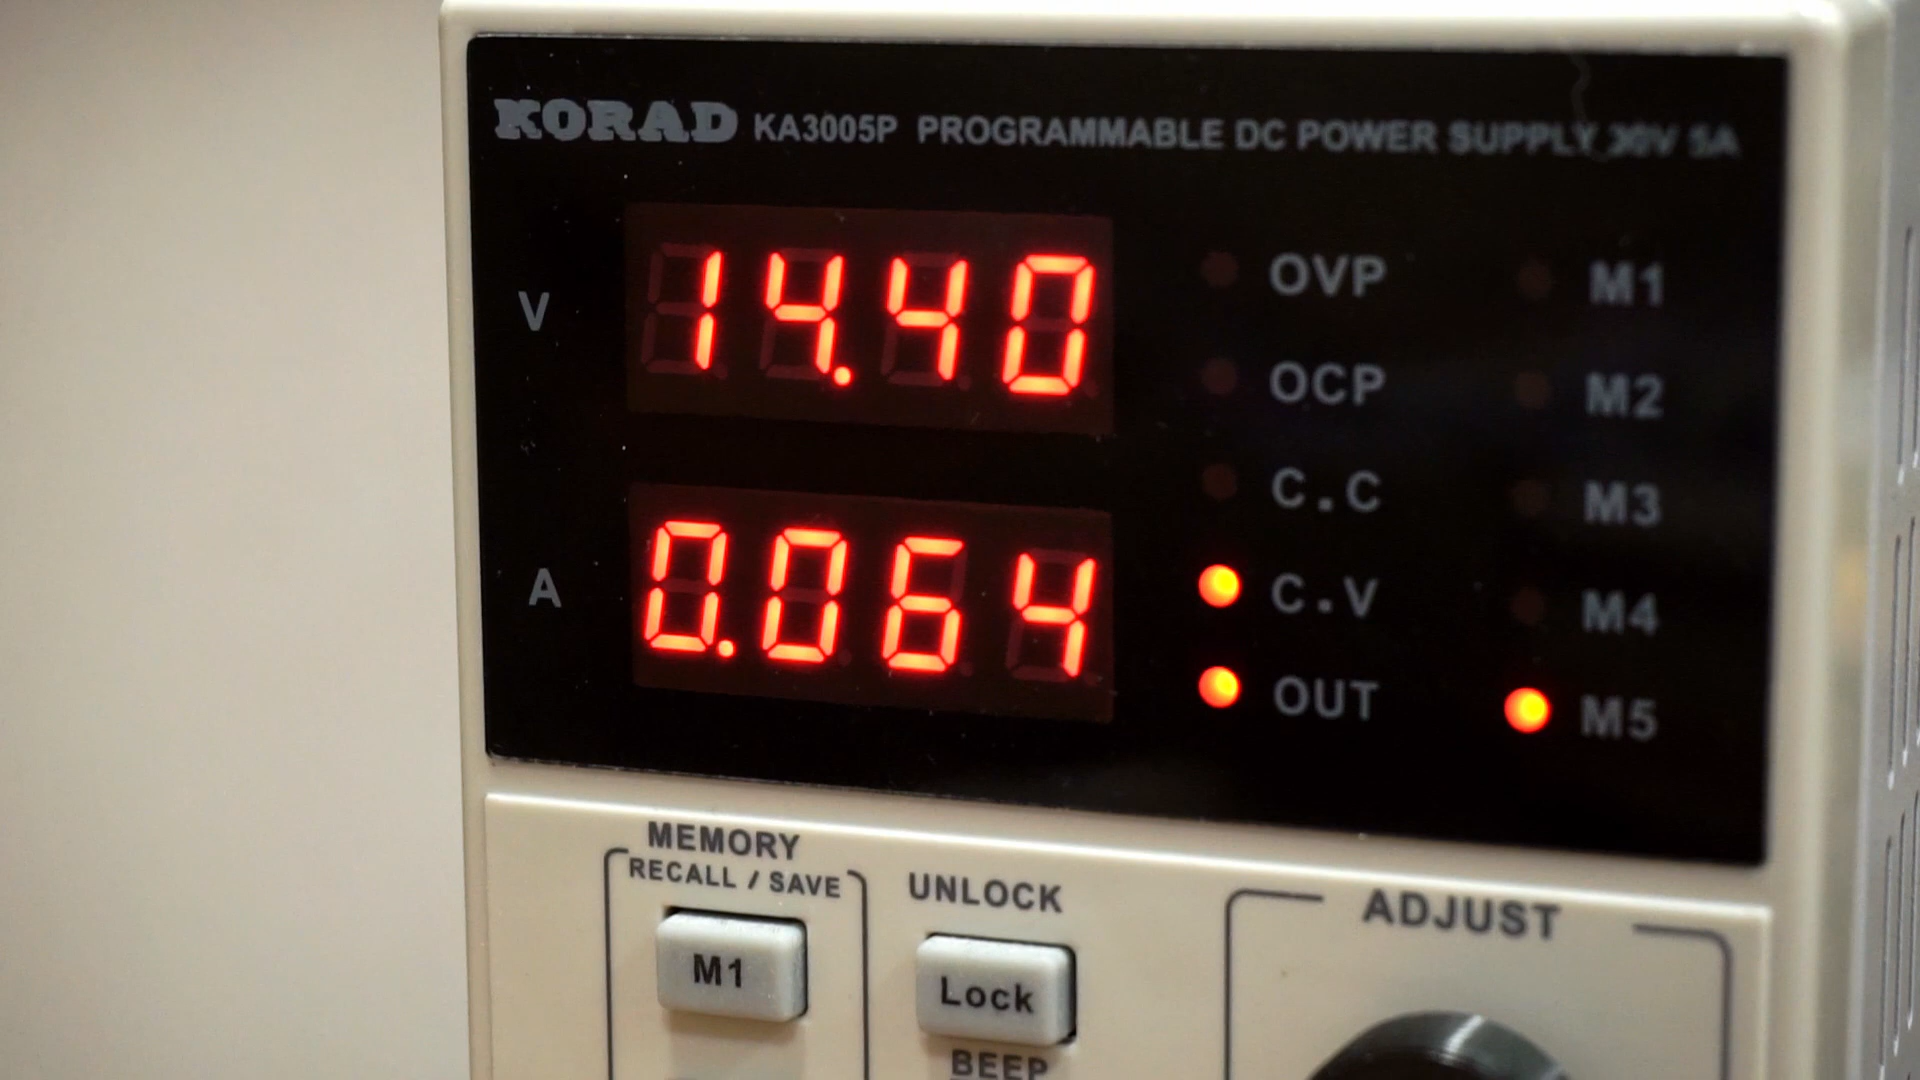 KORAD KA3005P PROGRAMMABLE DC POWER SUPPLY 30V 5A
V 14.40
A 0.064
OVP M1
OCP M2
C.C M3
C.V M4
OUT M5
MEMORY
RECALL / SAVE
UNLOCK
ADJUST
M1
Lock
BEEP